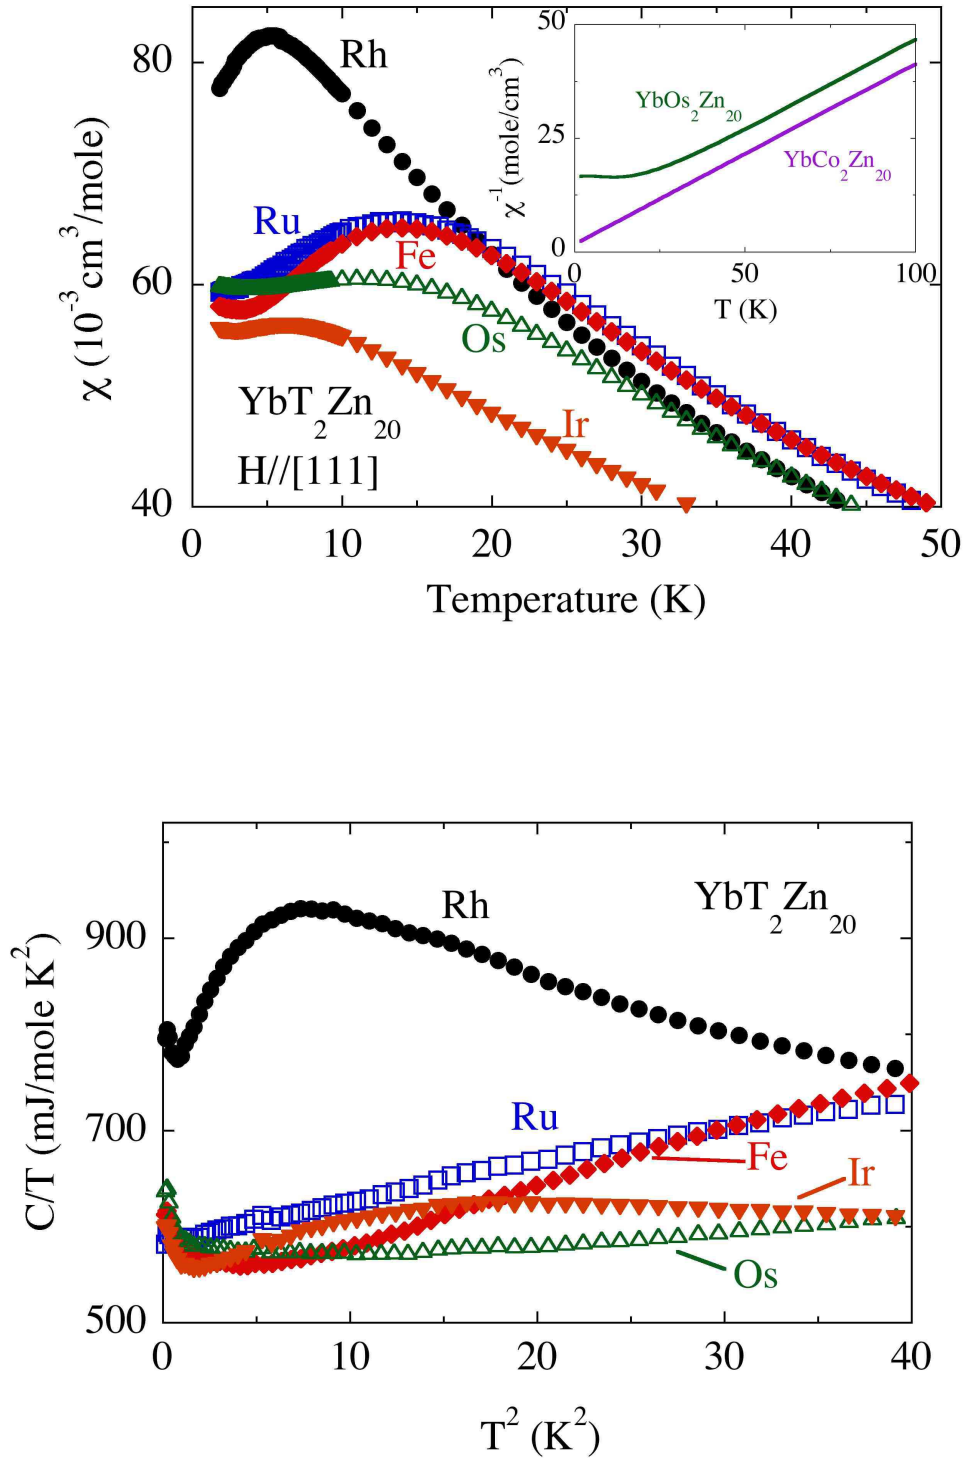 80
60
40
χ (10⁻³ cm³/mole)
Rh
Ru
Fe
Os
Ir
YbT₂Zn₂₀
H//[111]
50
25
0
χ⁻¹(mole/cm³)
YbOs₂Zn₂₀
YbCo₂Zn₂₀
0 50 100
T (K)
0 10 20 30 40 50
Temperature (K)
900
700
500
C/T (mJ/mole K²)
Rh
YbT₂Zn₂₀
Ru
Fe
Ir
Os
0 10 20 30 40
T² (K²)